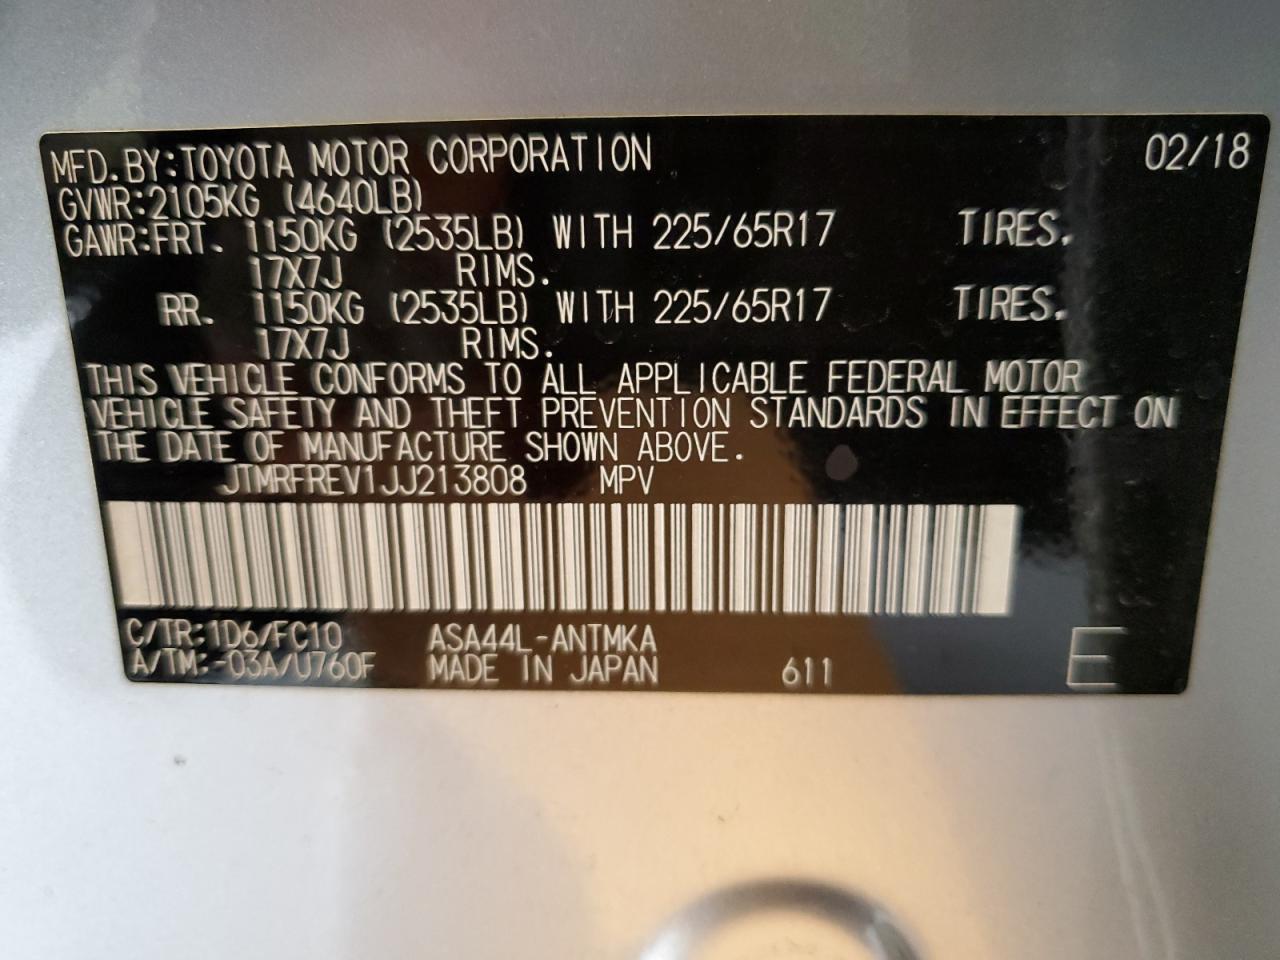 MFD.BY:TOYOTA MOTOR CORPORATION 02/18
GVWR:2105KG (4640LB)
GAWR:FRT. 1150KG (2535LB) WITH 225/65R17 TIRES.
17X7J RIMS.
RR. 1150KG (2535LB) WITH 225/65R17 TIRES.
17X7J RIMS.
THIS VEHICLE CONFORMS TO ALL APPLICABLE FEDERAL MOTOR
VEHICLE SAFETY AND THEFT PREVENTION STANDARDS IN EFFECT ON
THE DATE OF MANUFACTURE SHOWN ABOVE.
JTMRFREV1JJ213808 MPV
C/TR:1D6/FC10 ASA44L-ANTMKA
A/TM:-03A/U760F MADE IN JAPAN 611 E